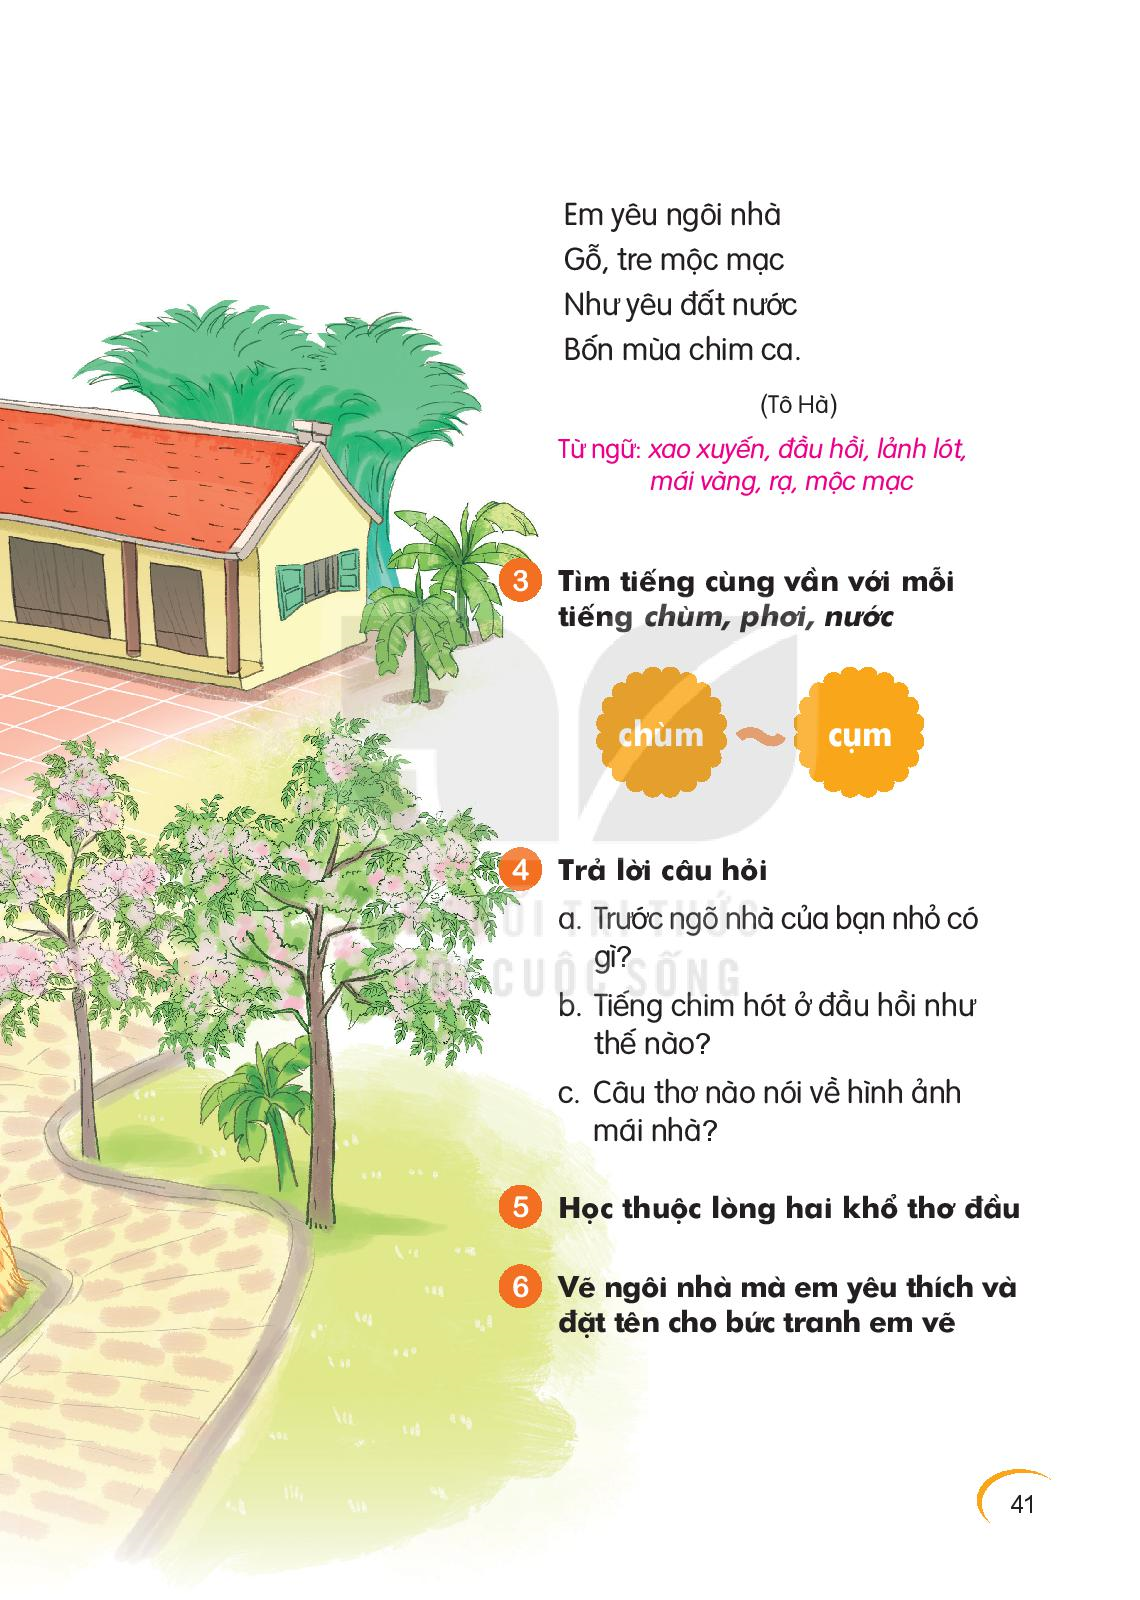 Em yêu ngôi nhà
Gỗ, tre mộc mạc
Như yêu đất nước
Bốn mùa chim ca.
(Tô Hà)
Từ ngữ: xao xuyến, đầu hồi, lảnh lót,
mái vàng, rạ, mộc mạc
3 Tìm tiếng cùng vần với mỗi
tiếng chùm, phơi, nước
chùm ~ cụm
4 Trả lời câu hỏi
a. Trước ngõ nhà của bạn nhỏ có
gì?
b. Tiếng chim hót ở đầu hồi như
thế nào?
c. Câu thơ nào nói về hình ảnh
mái nhà?
5 Học thuộc lòng hai khổ thơ đầu
6 Vẽ ngôi nhà mà em yêu thích và
đặt tên cho bức tranh em vẽ
41
TRI THỨC
CUỘC SỐNG